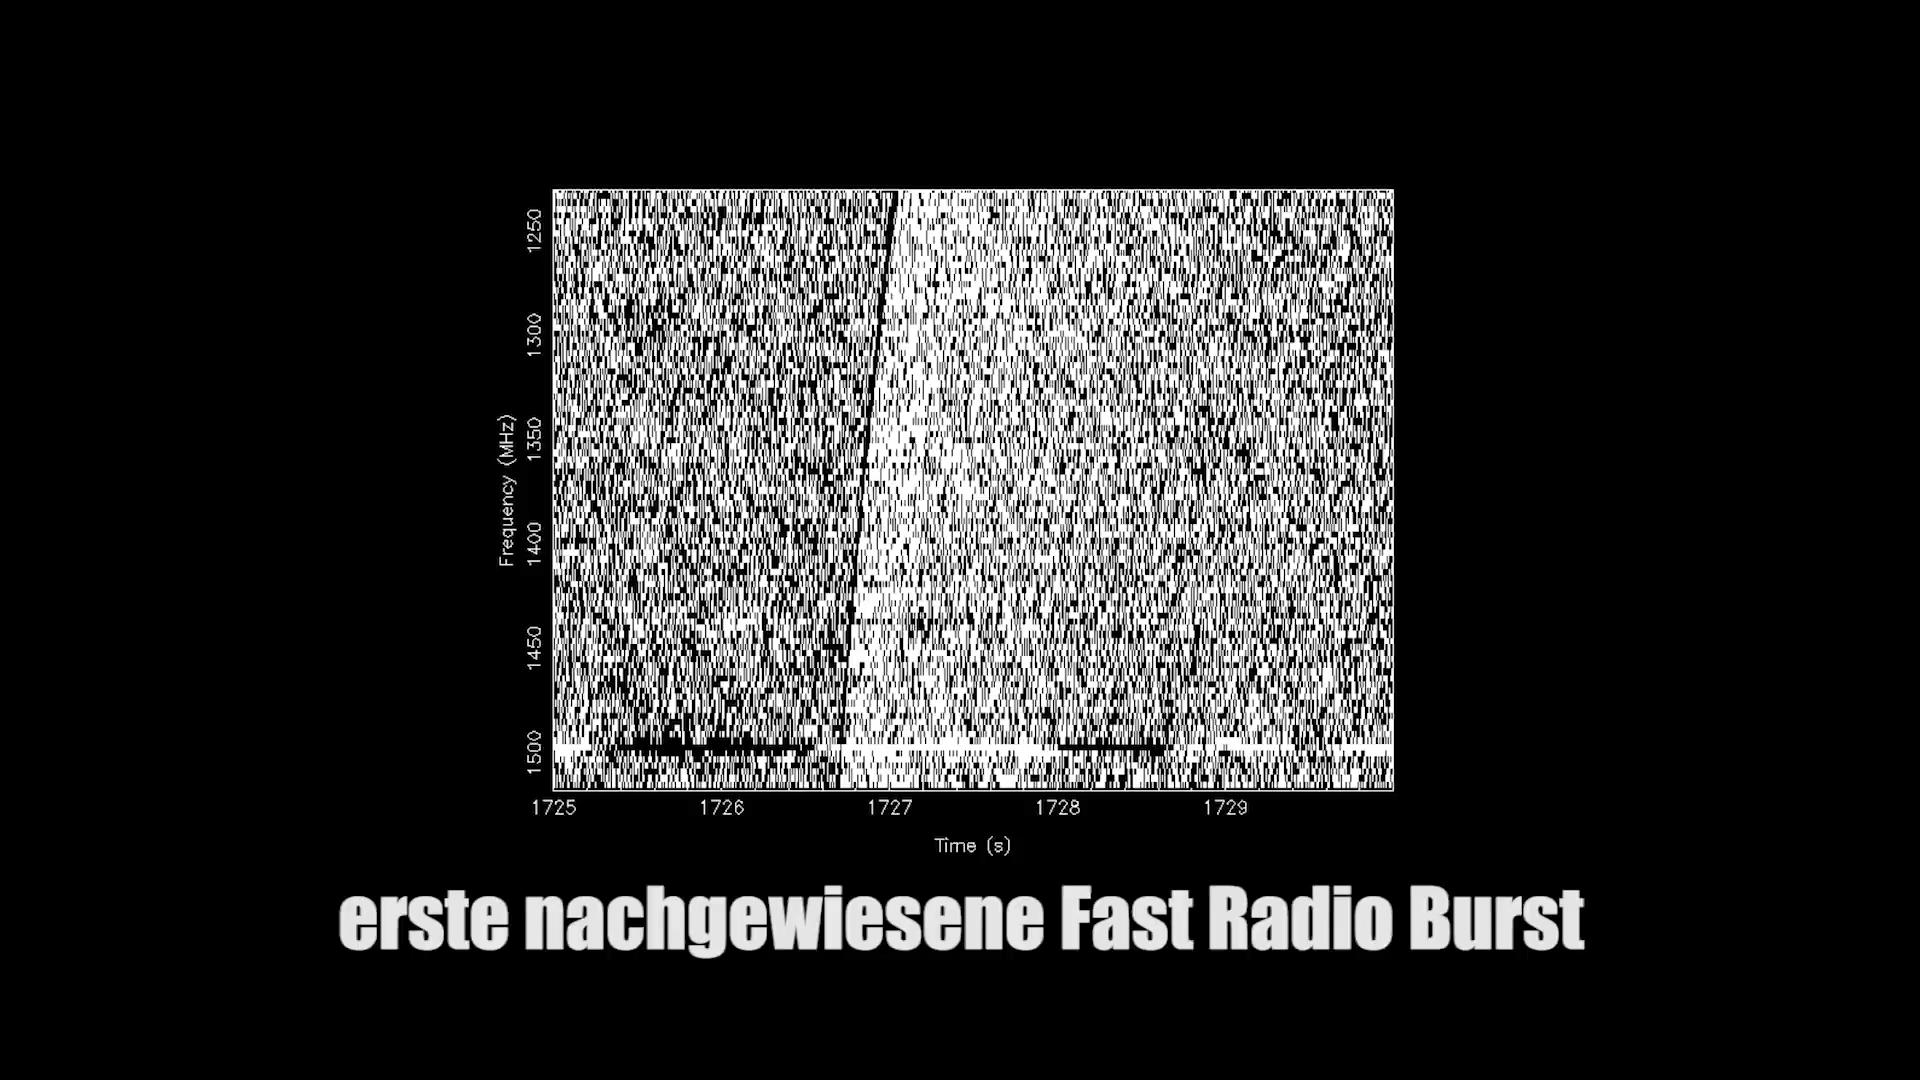 Frequency (MHz)
1250
1300
1350
1400
1450
1500
1725 1726 1727 1728 1729
Time (s)
erste nachgewiesene Fast Radio Burst